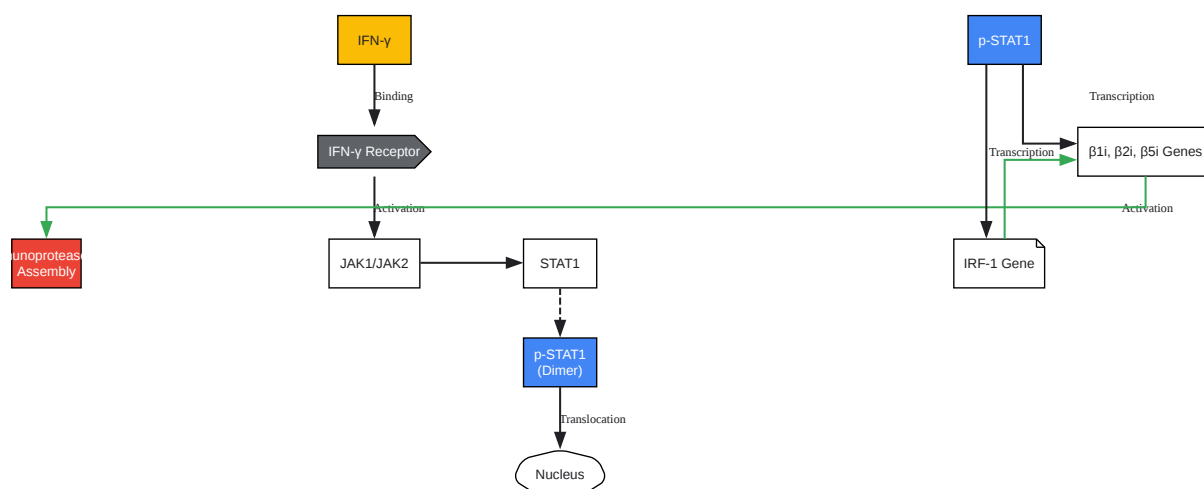 IFN-γ
p-STAT1
Binding
Transcription
IFN-γ Receptor
Transcription
β1i, β2i, β5i Genes
Activation
Activation
Assembly
JAK1/JAK2
STAT1
IRF-1 Gene
p-STAT1
(Dimer)
Translocation
Nucleus